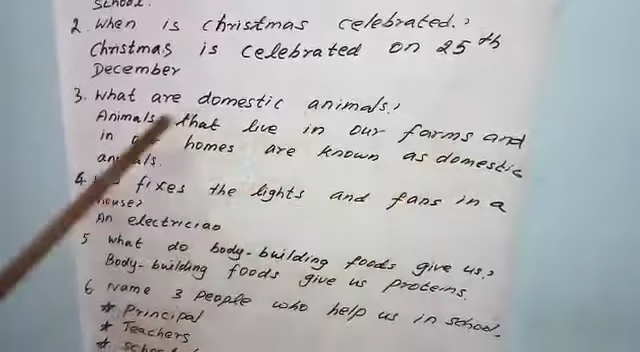 School.
2. When is christmas celebrated.?
Christmas is celebrated on 25th
December
3. What are domestic animals.?
Animals that live in our farms and
in homes are known as domestic
4. fixes the lights and fans in a
house?
An electrician
5 What do body-building foods give us.?
Body-building foods give us proteins.
6 Name 3 people who help us in school.
* Principal
* Teachers
*